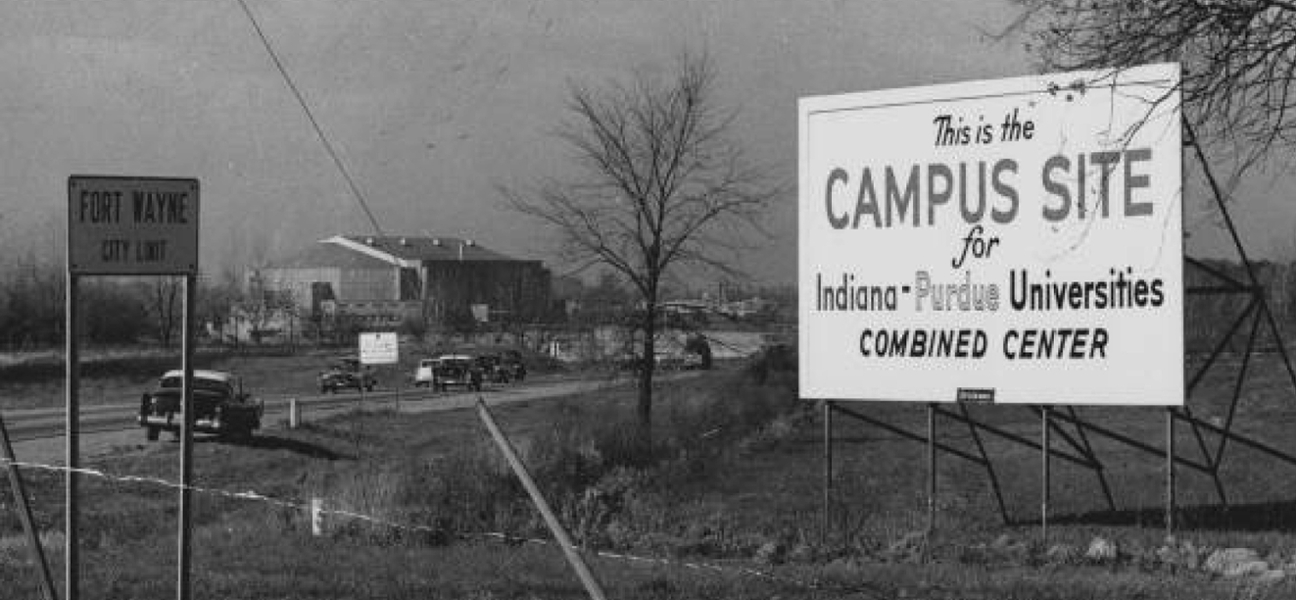 FORT WAYNE
CITY LIMIT
This is the
CAMPUS SITE
for
Indiana-Purdue Universities
COMBINED CENTER